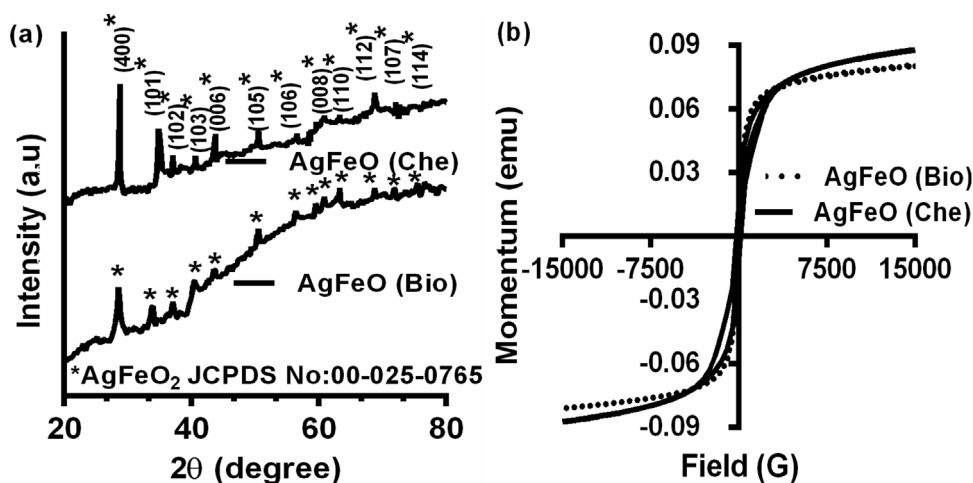 (a)
* (400)
* (101)
* (102)
* (103)
* (006)
* (105)
* (106)
* (008)
* (110)
* (112)
* (107)
* (114)
AgFeO (Che)
* * * * * * * * * * * * *
AgFeO (Bio)
*AgFeO₂ JCPDS No:00-025-0765
Intensity (a.u)
20 40 60 80
2θ (degree)
(b)
0.09
0.06
0.03
AgFeO (Bio)
AgFeO (Che)
-15000 -7500 7500 15000
-0.03
-0.06
-0.09
Momentum (emu)
Field (G)